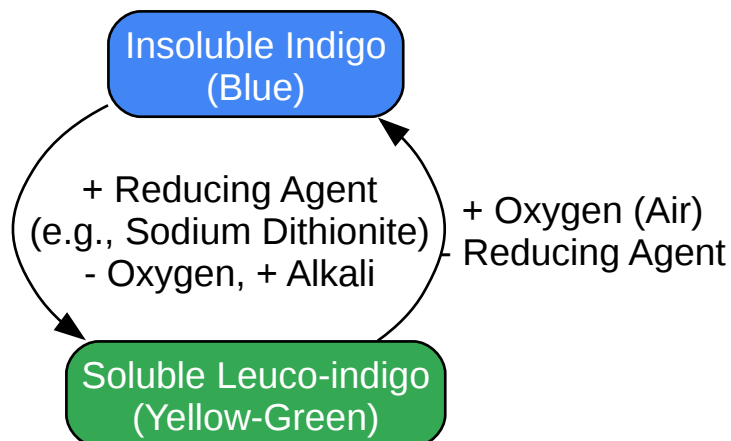 Insoluble Indigo
(Blue)
+ Reducing Agent
(e.g., Sodium Dithionite)
- Oxygen, + Alkali
+ Oxygen (Air)
- Reducing Agent
Soluble Leuco-indigo
(Yellow-Green)